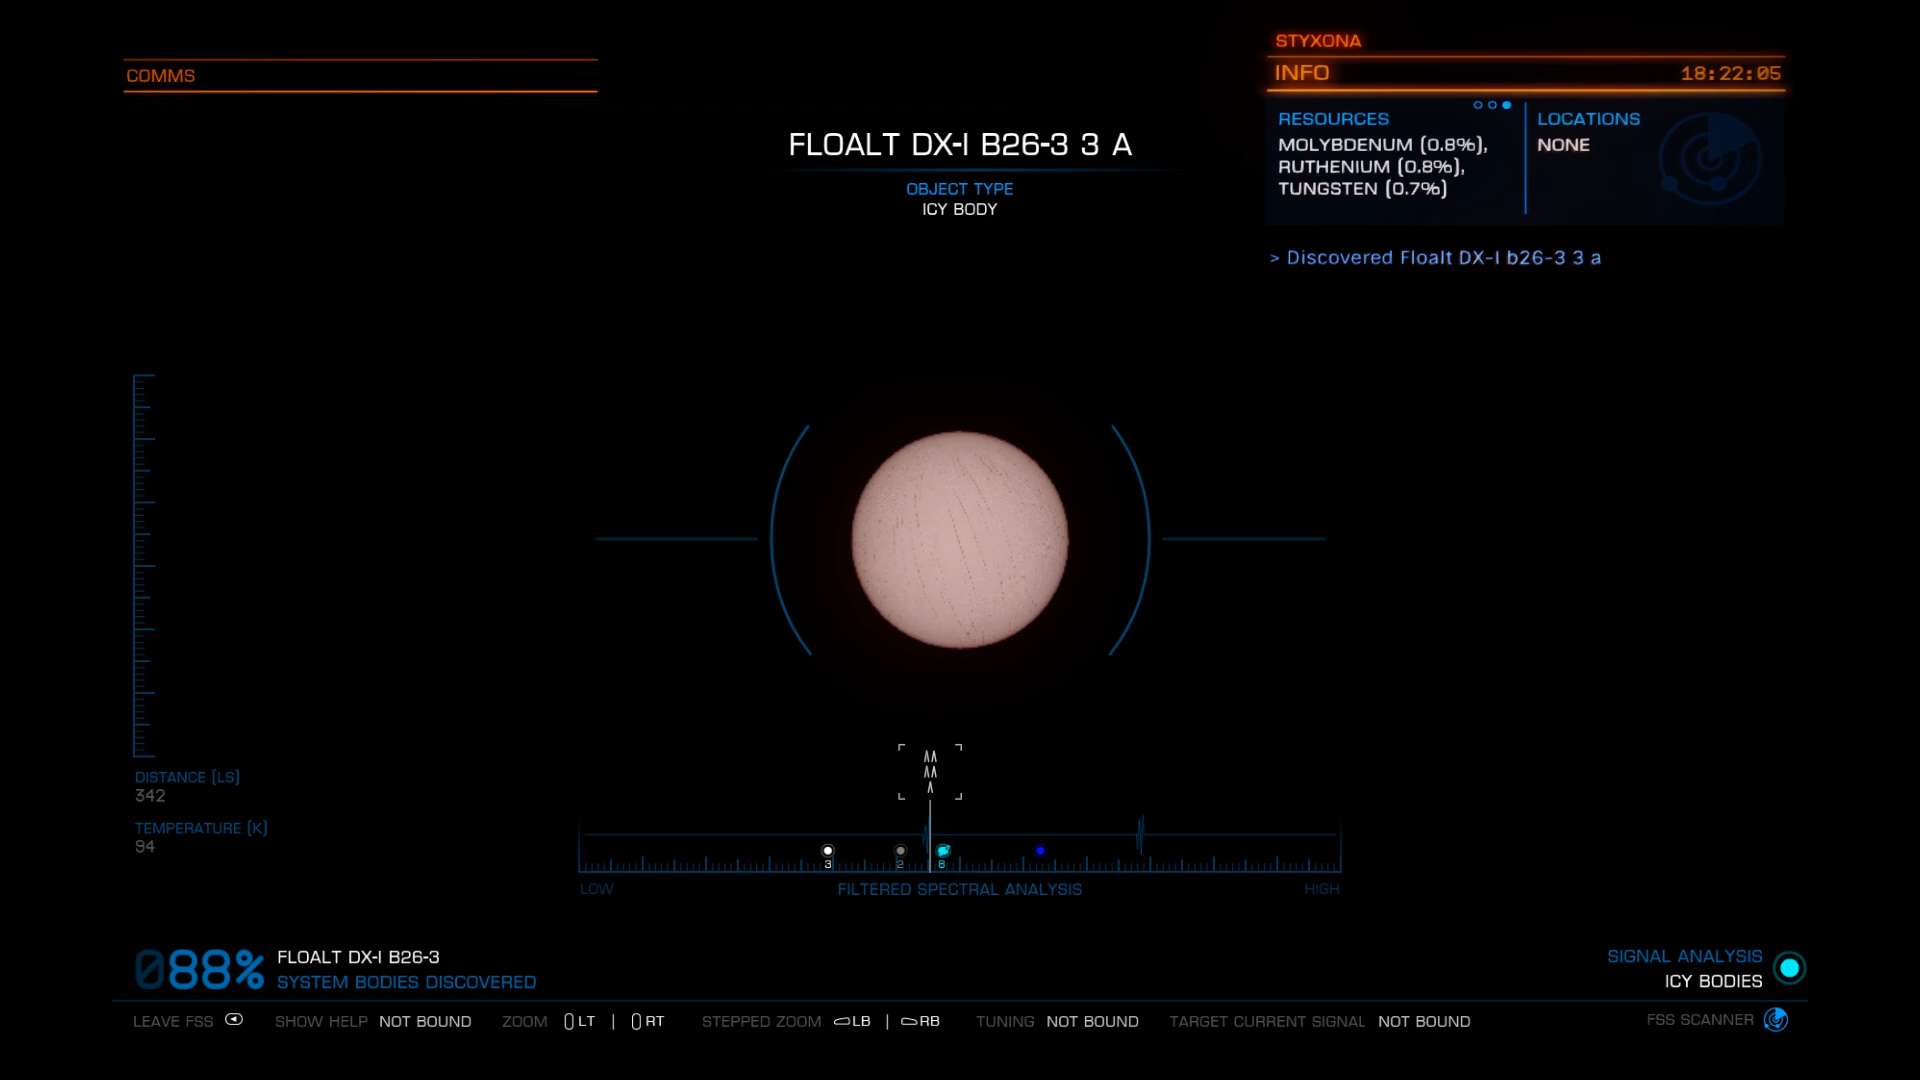 STYXONA
COMMS
INFO 18:22:05
FLOALT DX-I B26-3 3 A
OBJECT TYPE
ICY BODY
RESOURCES
MOLYBDENUM (0.8%),
RUTHENIUM (0.8%),
TUNGSTEN (0.7%)
LOCATIONS
NONE
> Discovered Floalt DX-I b26-3 3 a
DISTANCE (LS)
342
TEMPERATURE (K)
94
3 2 8
LOW FILTERED SPECTRAL ANALYSIS HIGH
088% FLOALT DX-I B26-3
SYSTEM BODIES DISCOVERED
SIGNAL ANALYSIS
ICY BODIES
LEAVE FSS SHOW HELP NOT BOUND ZOOM LT | RT STEPPED ZOOM LB | RB TUNING NOT BOUND TARGET CURRENT SIGNAL NOT BOUND FSS SCANNER